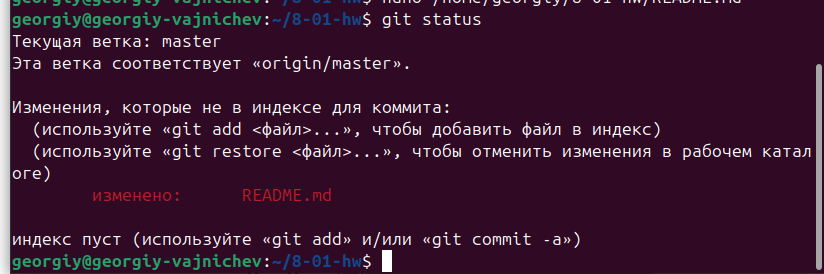 georgiy@georgiy-vajnichev:~/8-01-hw$ nano /home/georgiy/8-01-hw/README.md
georgiy@georgiy-vajnichev:~/8-01-hw$ git status
Текущая ветка: master
Эта ветка соответствует «origin/master».
Изменения, которые не в индексе для коммита:
(используйте «git add <файл>...», чтобы добавить файл в индекс)
(используйте «git restore <файл>...», чтобы отменить изменения в рабочем катал
оге)
изменено: README.md
индекс пуст (используйте «git add» и/или «git commit -a»)
georgiy@georgiy-vajnichev:~/8-01-hw$